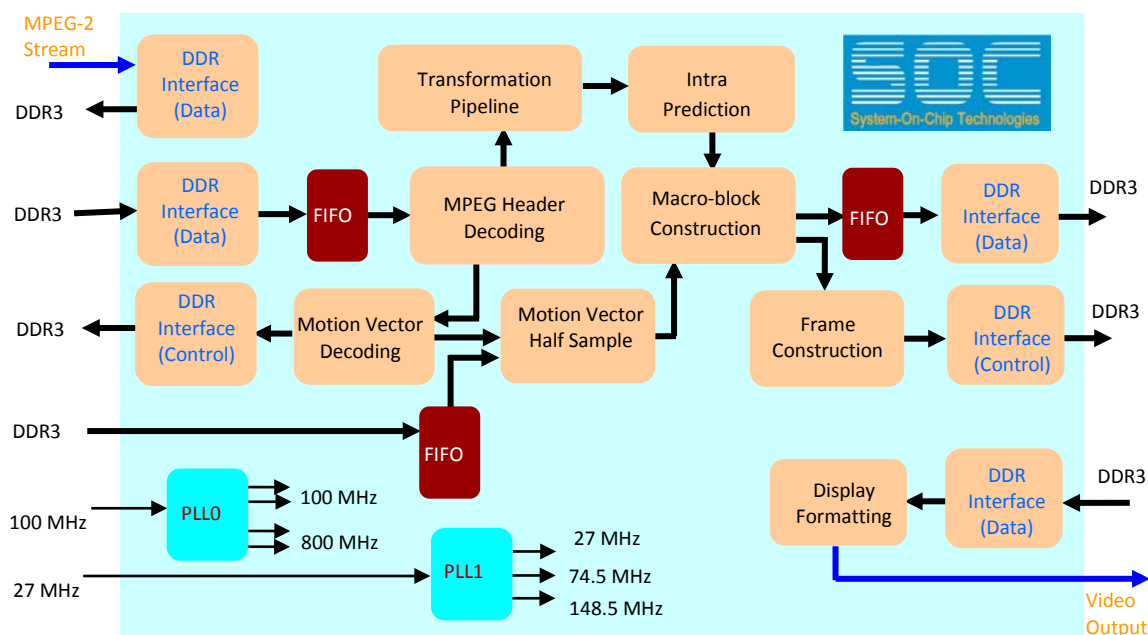 MPEG-2
Stream
DDR
Interface
(Data)
DDR3
Transformation
Pipeline
Intra
Prediction
SOC
System-On-Chip Technologies
DDR3
DDR
Interface
(Data)
FIFO
MPEG Header
Decoding
Macro-block
Construction
FIFO
DDR
Interface
(Data)
DDR3
DDR3
DDR
Interface
(Control)
Motion Vector
Decoding
Motion Vector
Half Sample
Frame
Construction
DDR
Interface
(Control)
DDR3
DDR3
FIFO
Display
Formatting
DDR
Interface
(Data)
DDR3
100 MHz
PLL0
100 MHz
800 MHz
27 MHz
PLL1
27 MHz
74.5 MHz
148.5 MHz
Video
Output